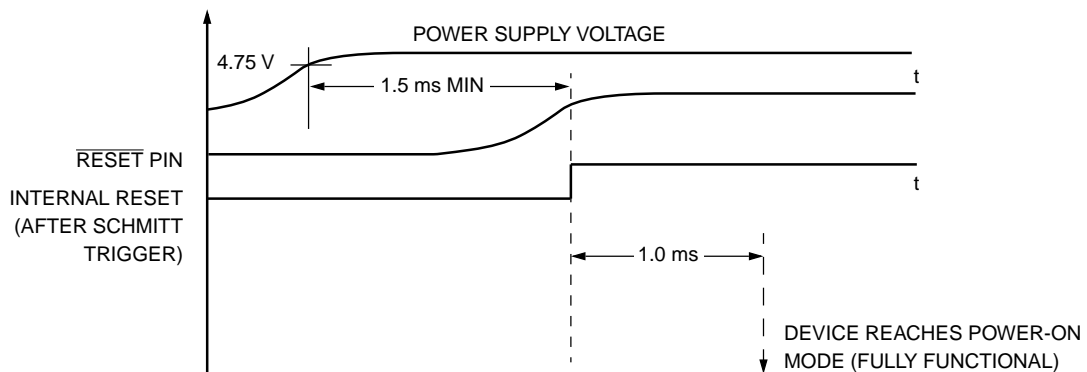 POWER SUPPLY VOLTAGE
4.75 V
t
1.5 ms MIN
RESET PIN
t
INTERNAL RESET
(AFTER SCHMITT
TRIGGER)
1.0 ms
DEVICE REACHES POWER-ON
MODE (FULLY FUNCTIONAL)